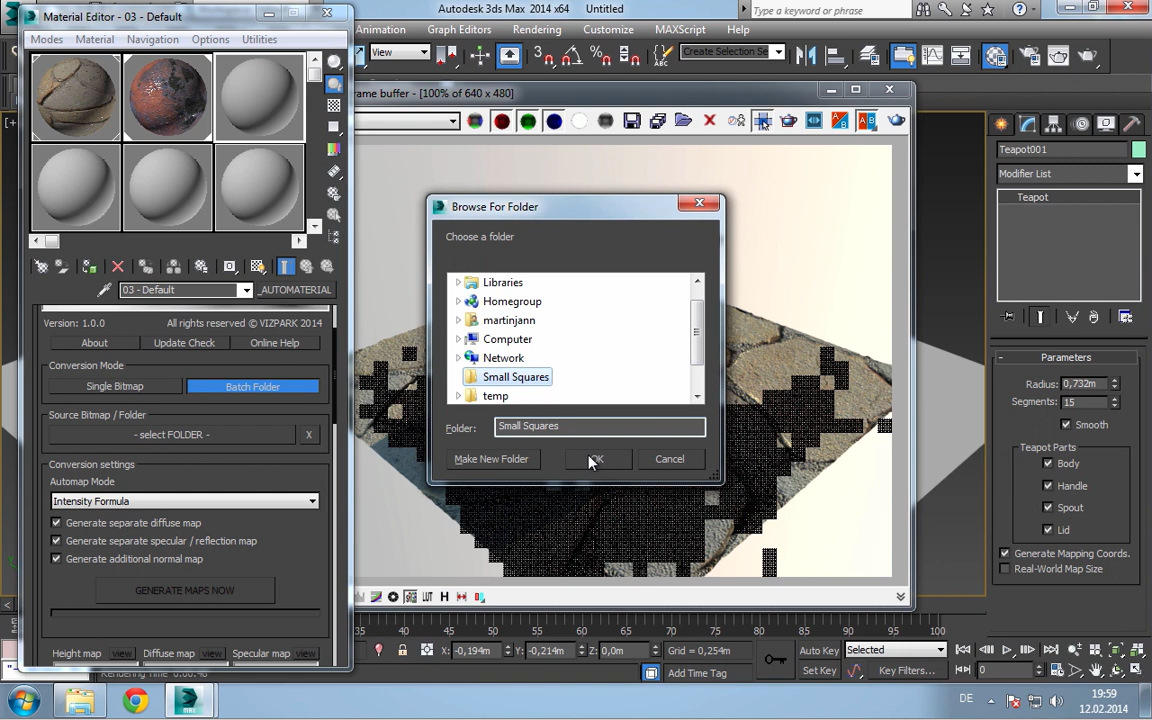 Material Editor - 03 - Default
Autodesk 3ds Max 2014 x64 Untitled
Type a keyword or phrase
Modes Material Navigation Options Utilities
Animation Graph Editors Rendering Customize MAXScript Help
View
Create Selection Se
rame buffer - [100% of 640 x 480]
Teapot001
Modifier List
Teapot
Browse For Folder
Choose a folder
Libraries
Homegroup
martinjann
Computer
Network
Small Squares
temp
Folder: Small Squares
Make New Folder
OK
Cancel
03 - Default
_AUTOMATERIAL
Version: 1.0.0
All rights reserved © VIZPARK 2014
About
Update Check
Online Help
Conversion Mode
Single Bitmap
Batch Folder
Source Bitmap / Folder
- select FOLDER -
X
Conversion settings
Automap Mode
Intensity Formula
Generate separate diffuse map
Generate separate specular / reflection map
Generate additional normal map
GENERATE MAPS NOW
Height map view Diffuse map view Specular map view
Parameters
Radius: 0,732m
Segments: 15
Smooth
Teapot Parts
Body
Handle
Spout
Lid
Generate Mapping Coords.
Real-World Map Size
LUT H
35 40 45 50 55 60 65 70 75 80 85 90 95 100
X: -0,194m Y: -0,214m Z: 0,0m Grid = 0,254m
Auto Key Selected
Add Time Tag
Set Key Key Filters...
0
DE
19:59
12.02.2014